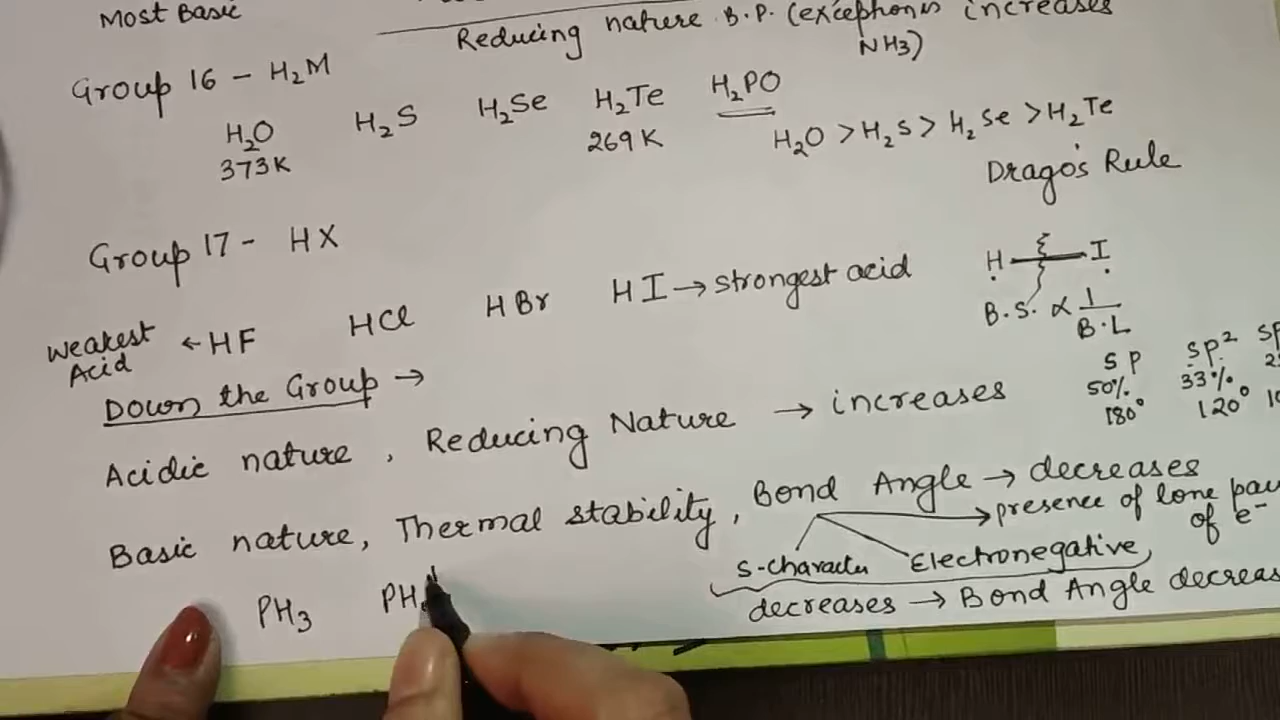 Most Basic
Reducing nature B.P. (exceptions increases
NH3)
Group 16 - H2M
H2O H2S H2Se H2Te H2PO
373K 269K
H2O > H2S > H2Se > H2Te
Drago's Rule
Group 17 - HX
H I
Weakest Acid ← HF HCl HBr HI → strongest acid
B.S. ∝ 1/B.L
Down the Group →
SP SP²
50% 33%
180° 120°
Acidic nature, Reducing Nature → increases
Basic nature, Thermal stability, Bond Angle → decreases
presence of lone pai
of e-
S-character Electronegative
decreases → Bond Angle decreas
PH3 PH